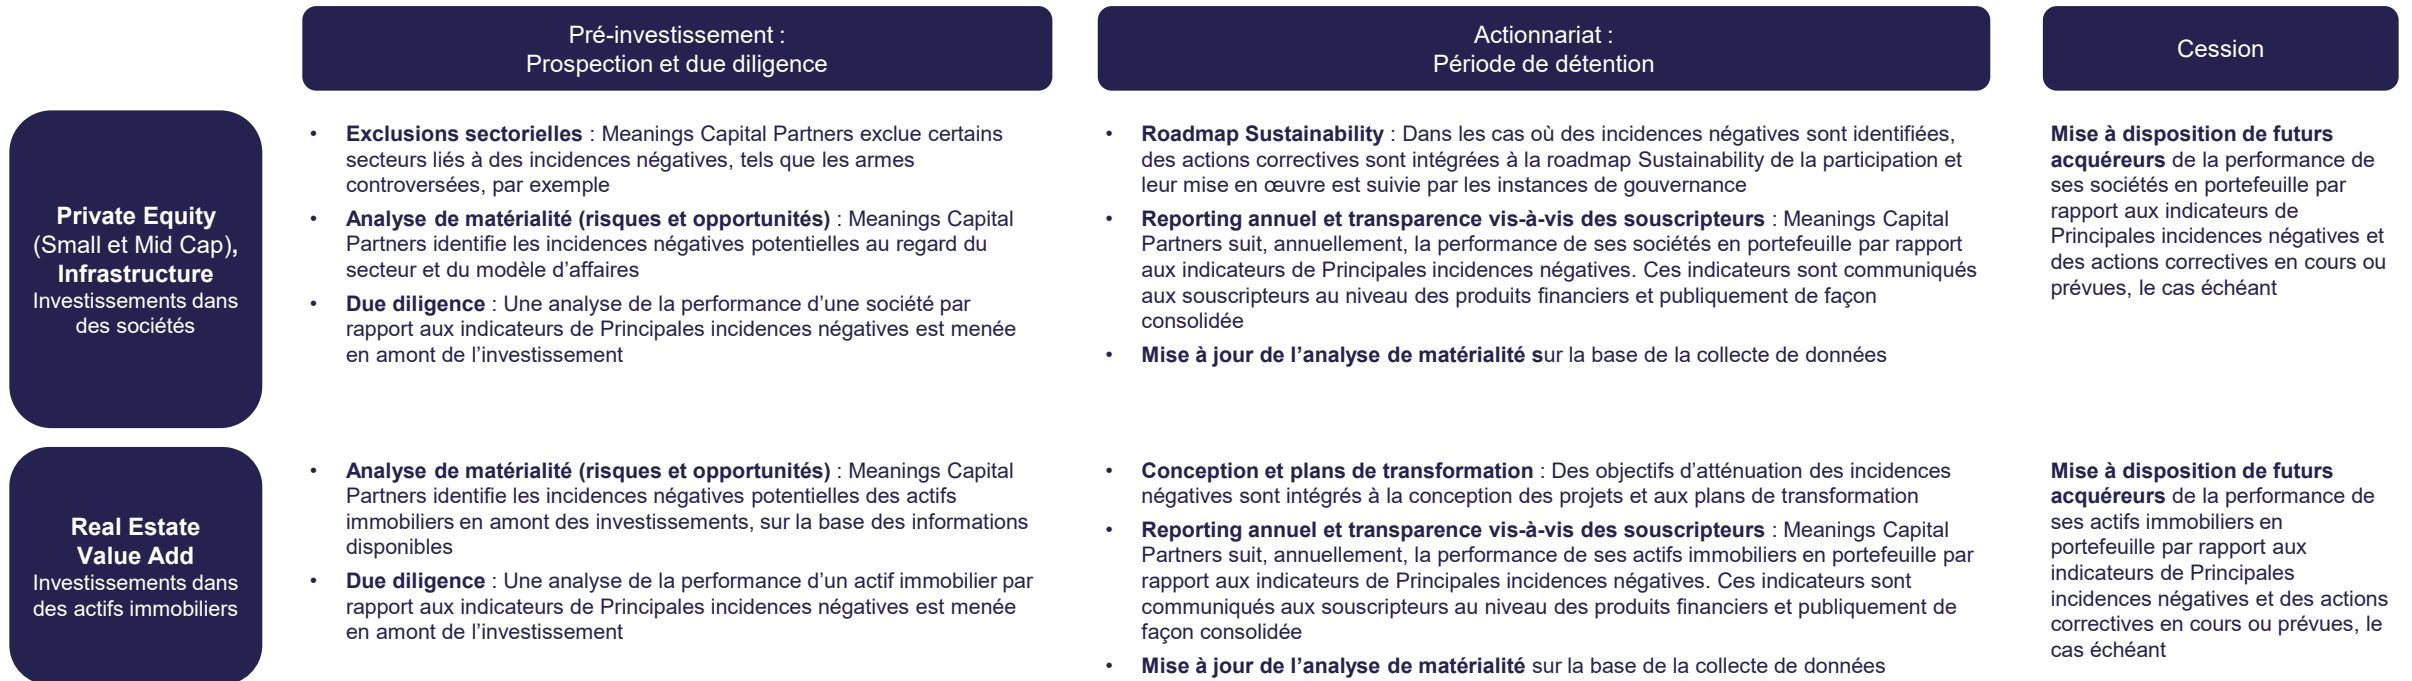 Pré-investissement :
Prospection et due diligence
Actionnariat :
Période de détention
Cession
Private Equity
(Small et Mid Cap),
Infrastructure
Investissements dans
des sociétés
• Exclusions sectorielles : Meanings Capital Partners exclue certains
secteurs liés à des incidences négatives, tels que les armes
controversées, par exemple
• Analyse de matérialité (risques et opportunités) : Meanings Capital
Partners identifie les incidences négatives potentielles au regard du
secteur et du modèle d’affaires
• Due diligence : Une analyse de la performance d’une société par
rapport aux indicateurs de Principales incidences négatives est menée
en amont de l’investissement
• Roadmap Sustainability : Dans les cas où des incidences négatives sont identifiées,
des actions correctives sont intégrées à la roadmap Sustainability de la participation et
leur mise en œuvre est suivie par les instances de gouvernance
• Reporting annuel et transparence vis-à-vis des souscripteurs : Meanings Capital
Partners suit, annuellement, la performance de ses sociétés en portefeuille par rapport
aux indicateurs de Principales incidences négatives. Ces indicateurs sont communiqués
aux souscripteurs au niveau des produits financiers et publiquement de façon
consolidée
• Mise à jour de l’analyse de matérialité sur la base de la collecte de données
Mise à disposition de futurs
acquéreurs de la performance de
ses sociétés en portefeuille par
rapport aux indicateurs de
Principales incidences négatives et
des actions correctives en cours ou
prévues, le cas échéant
Real Estate
Value Add
Investissements dans
des actifs immobiliers
• Analyse de matérialité (risques et opportunités) : Meanings Capital
Partners identifie les incidences négatives potentielles des actifs
immobiliers en amont des investissements, sur la base des informations
disponibles
• Due diligence : Une analyse de la performance d’un actif immobilier par
rapport aux indicateurs de Principales incidences négatives est menée
en amont de l’investissement
• Conception et plans de transformation : Des objectifs d’atténuation des incidences
négatives sont intégrés à la conception des projets et aux plans de transformation
• Reporting annuel et transparence vis-à-vis des souscripteurs : Meanings Capital
Partners suit, annuellement, la performance de ses actifs immobiliers en portefeuille par
rapport aux indicateurs de Principales incidences négatives. Ces indicateurs sont
communiqués aux souscripteurs au niveau des produits financiers et publiquement de
façon consolidée
• Mise à jour de l’analyse de matérialité sur la base de la collecte de données
Mise à disposition de futurs
acquéreurs de la performance de
ses actifs immobiliers en
portefeuille par rapport aux
indicateurs de Principales
incidences négatives et des actions
correctives en cours ou prévues, le
cas échéant